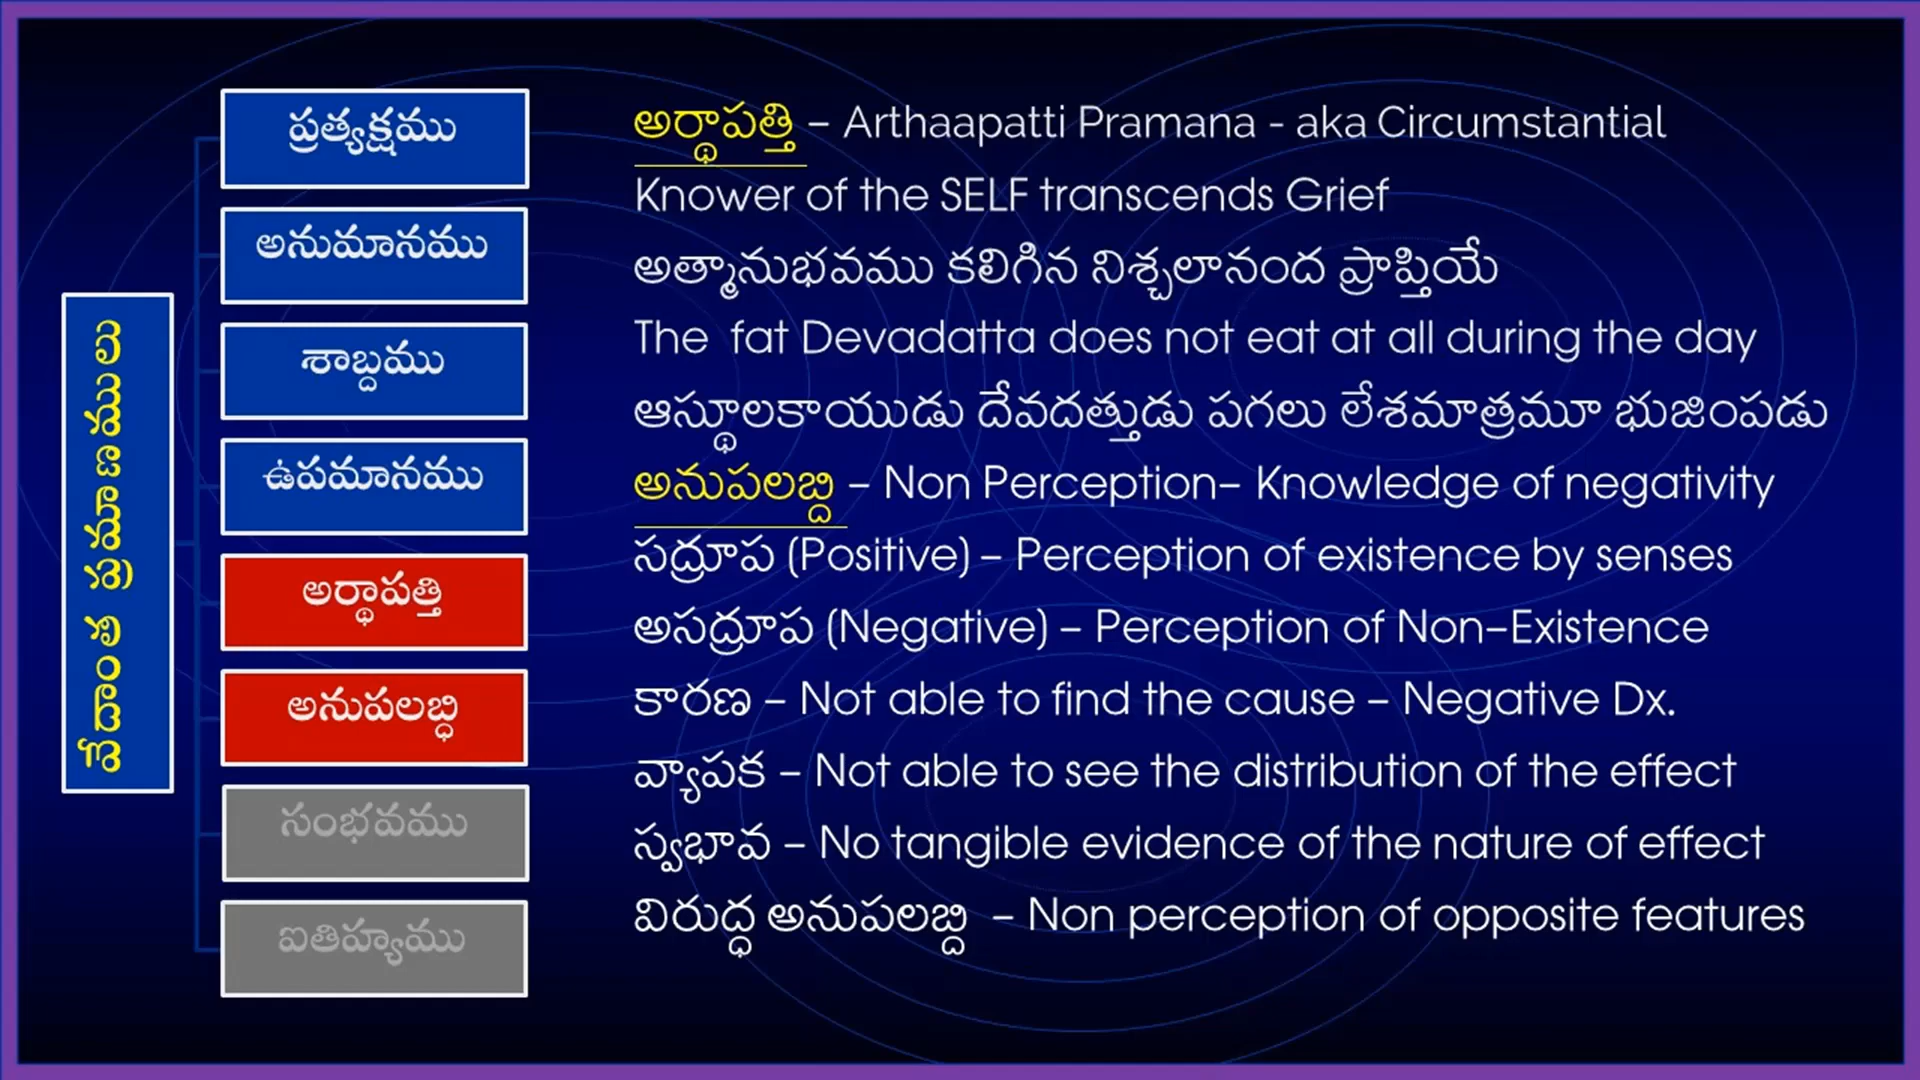 వేదాంత ప్రమాణములు
ప్రత్యక్షము
అనుమానము
శాబ్దము
ఉపమానము
అర్థాపత్తి
అనుపలబ్ధి
సంభవము
ఐతిహ్యము
అర్థాపత్తి – Arthaapatti Pramana - aka Circumstantial
Knower of the SELF transcends Grief
అత్మానుభవము కలిగిన నిశ్చలానంద ప్రాప్తియే
The fat Devadatta does not eat at all during the day
ఆస్థూలకాయుడు దేవదత్తుడు పగలు లేశమాత్రమూ భుజింపడు
అనుపలబ్ది – Non Perception– Knowledge of negativity
సద్రూప (Positive) – Perception of existence by senses
అసద్రూప (Negative) – Perception of Non–Existence
కారణ – Not able to find the cause – Negative Dx.
వ్యాపక – Not able to see the distribution of the effect
స్వభావ – No tangible evidence of the nature of effect
విరుద్ధ అనుపలబ్ది – Non perception of opposite features